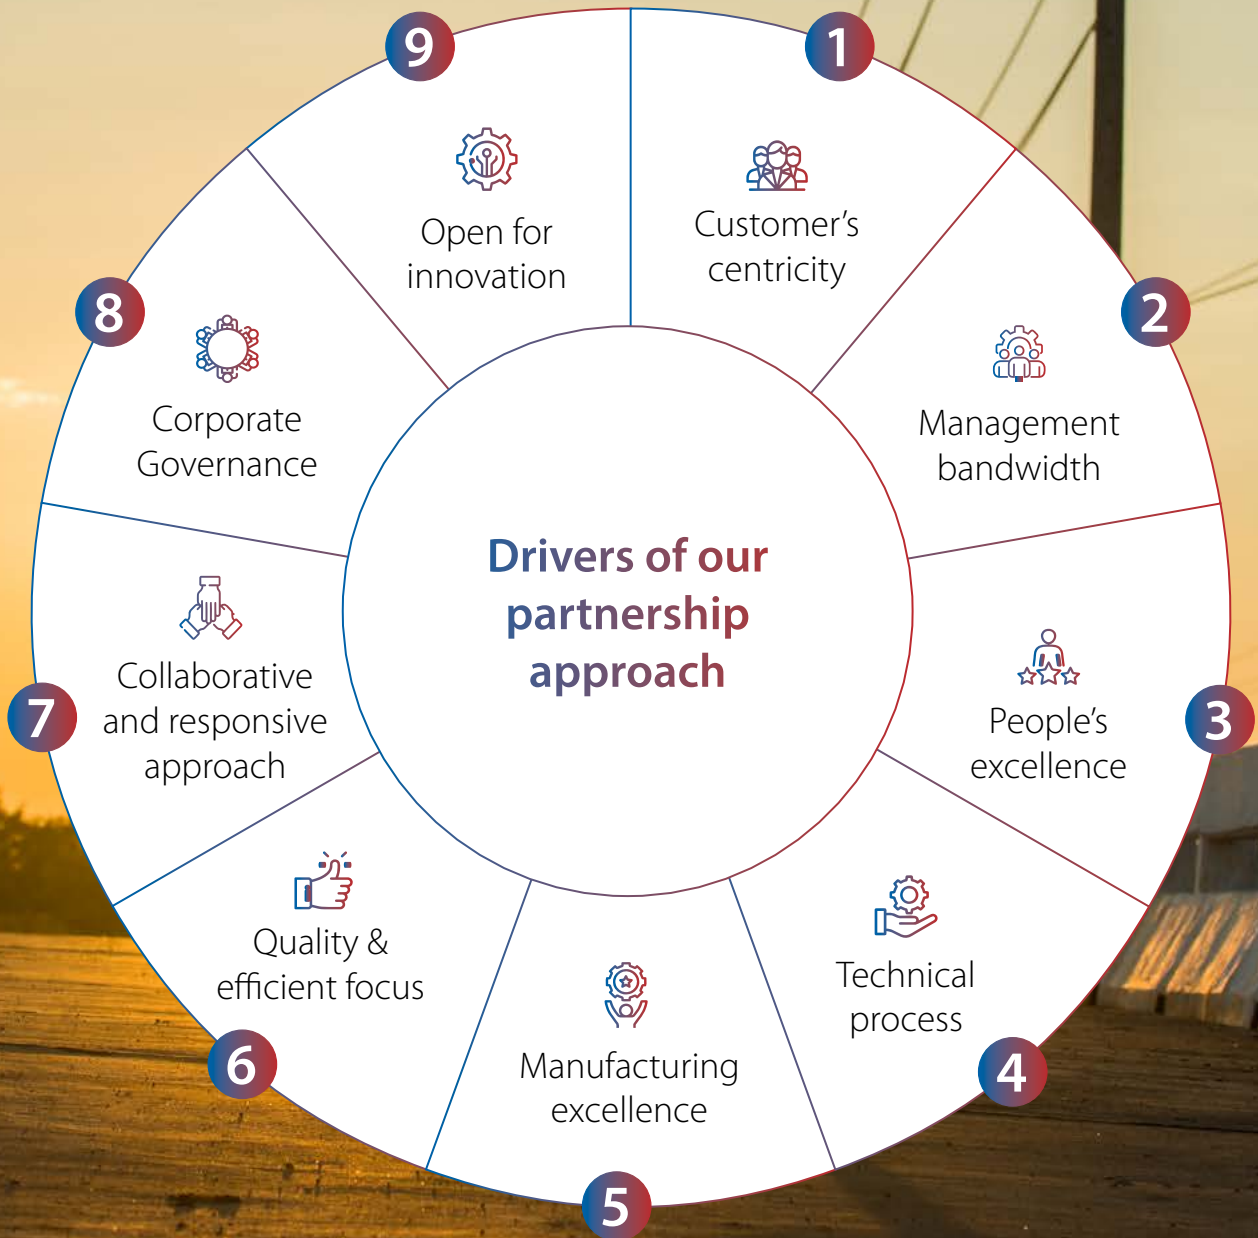 Drivers of our
partnership
approach
1
Customer’s
centricity
2
Management
bandwidth
3
People’s
excellence
4
Technical
process
5
Manufacturing
excellence
6
Quality &
efficient focus
7
Collaborative
and responsive
approach
8
Corporate
Governance
9
Open for
innovation